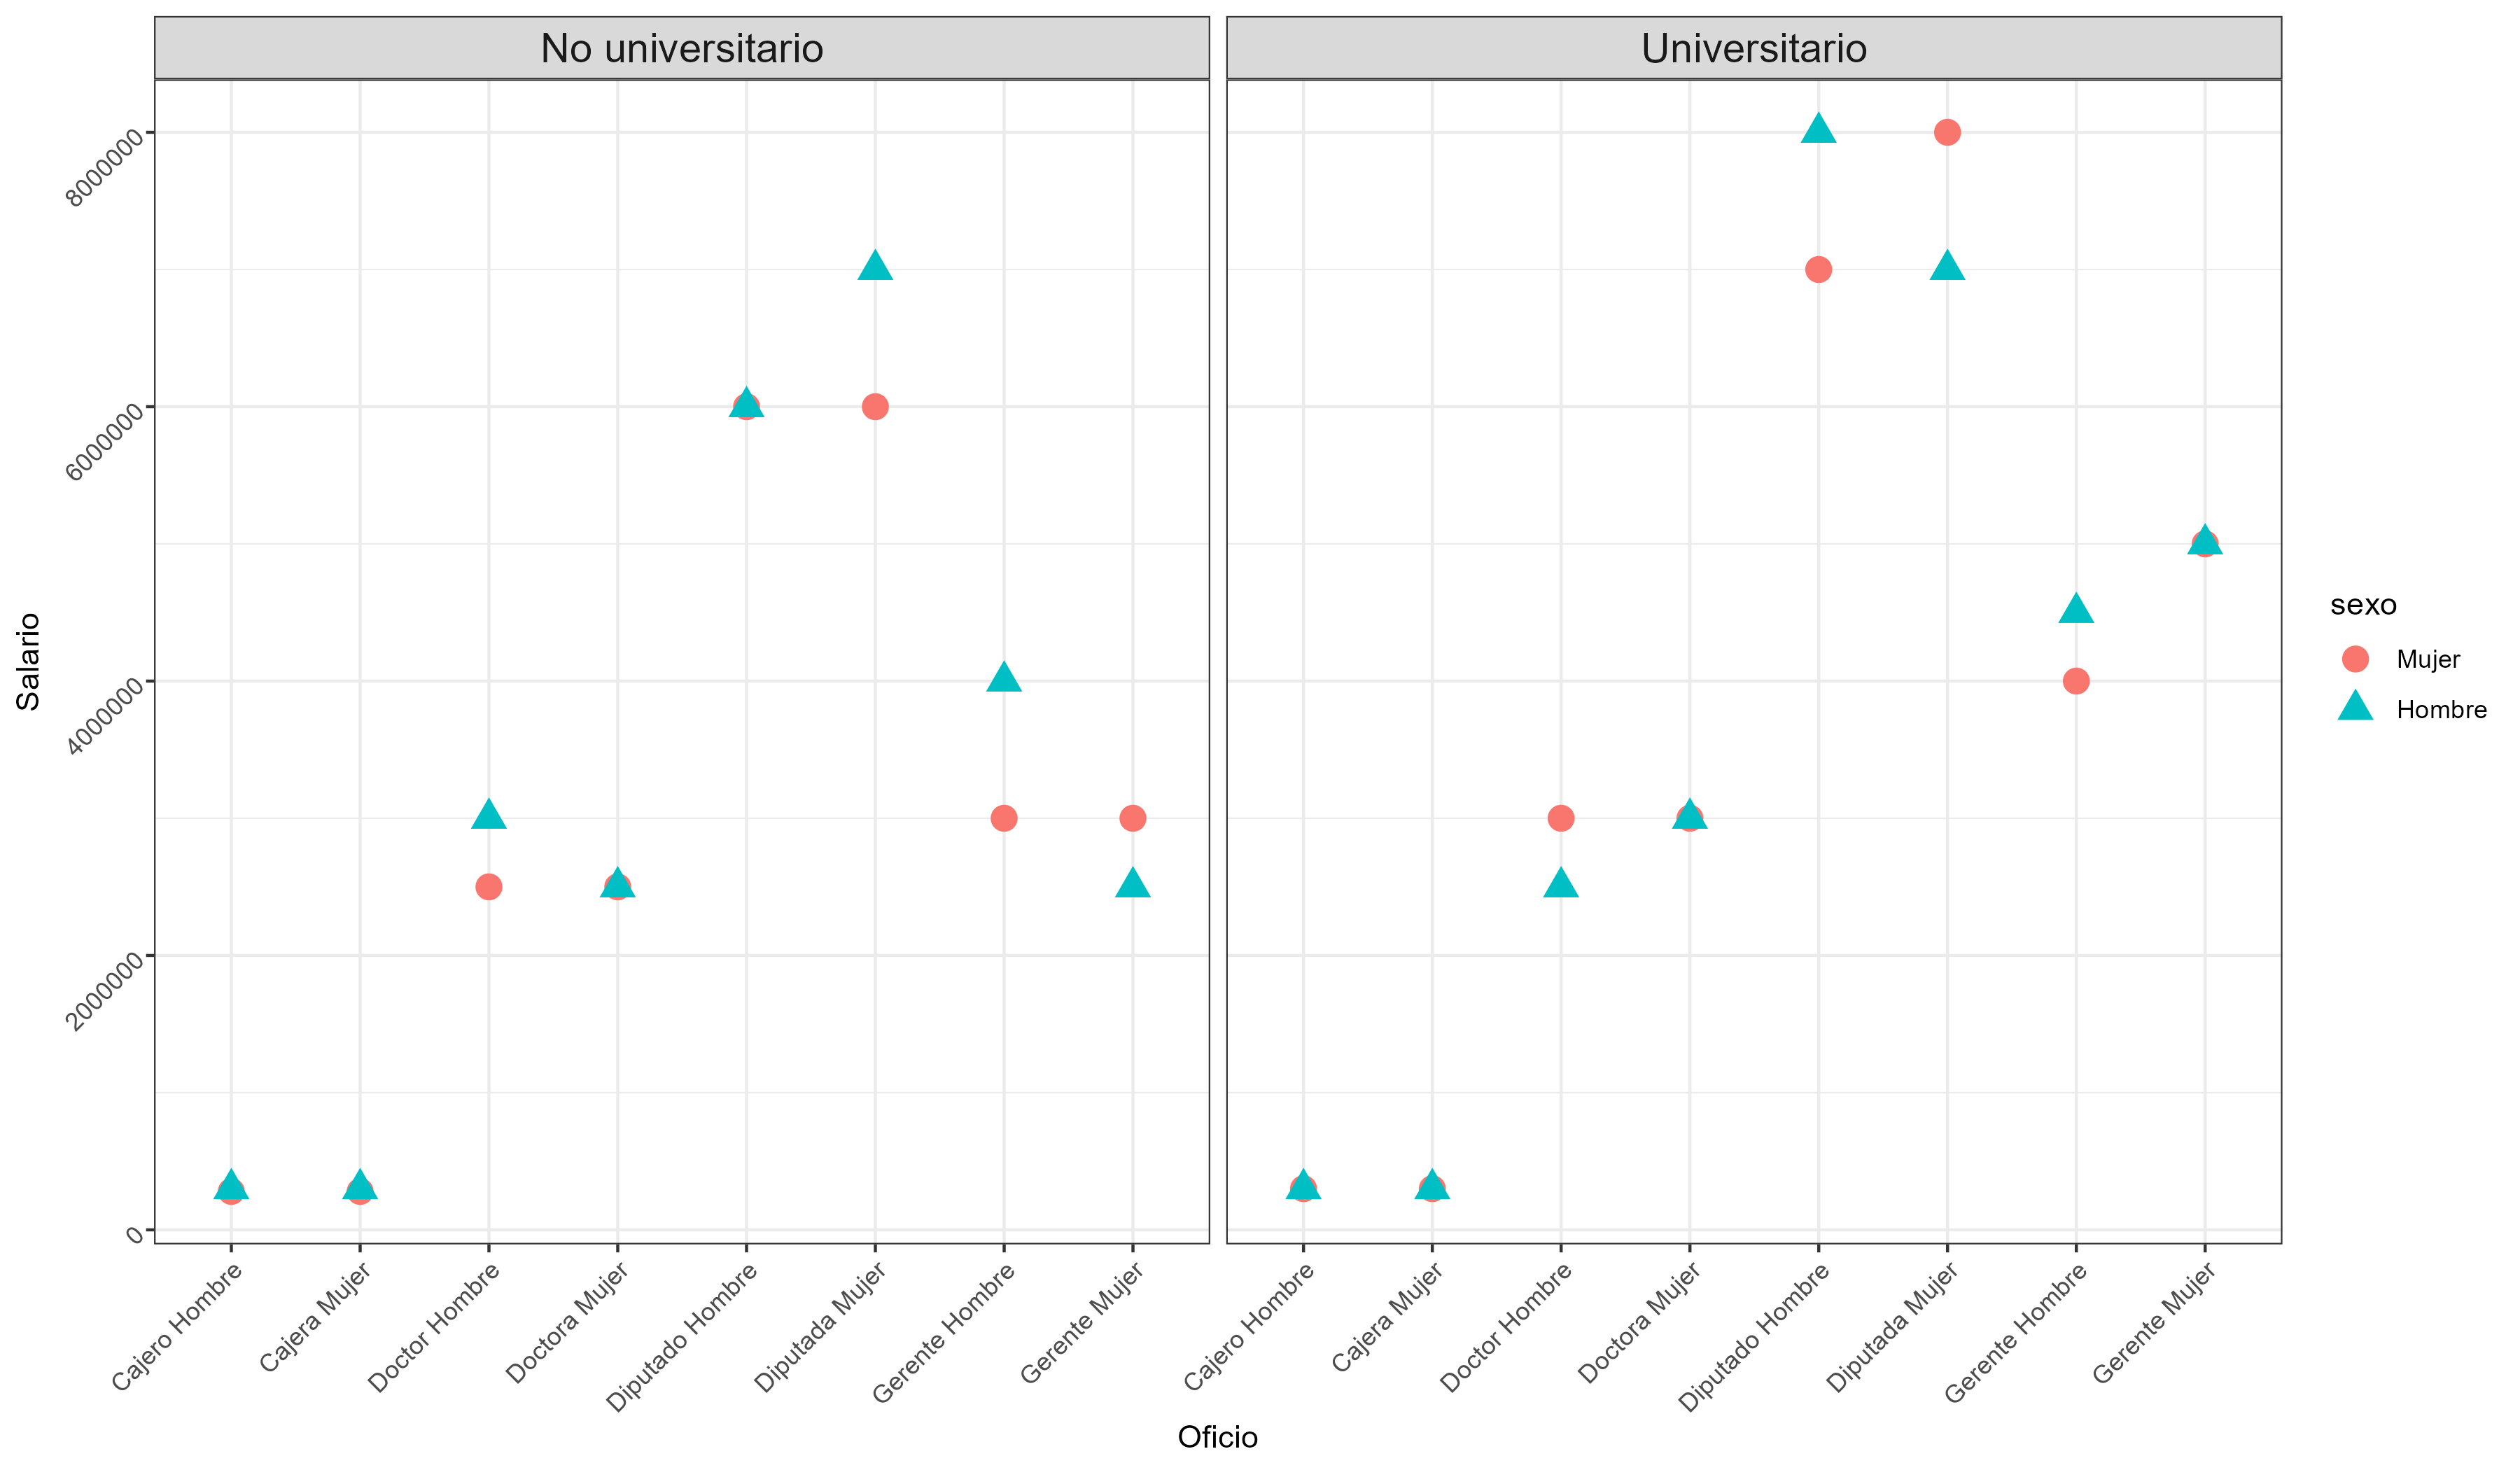 No universitario
Universitario
Salario
8000000
6000000
4000000
2000000
0
Cajero Hombre
Cajera Mujer
Doctor Hombre
Doctora Mujer
Diputado Hombre
Diputada Mujer
Gerente Hombre
Gerente Mujer
Cajero Hombre
Cajera Mujer
Doctor Hombre
Doctora Mujer
Diputado Hombre
Diputada Mujer
Gerente Hombre
Gerente Mujer
Oficio
sexo
Mujer
Hombre